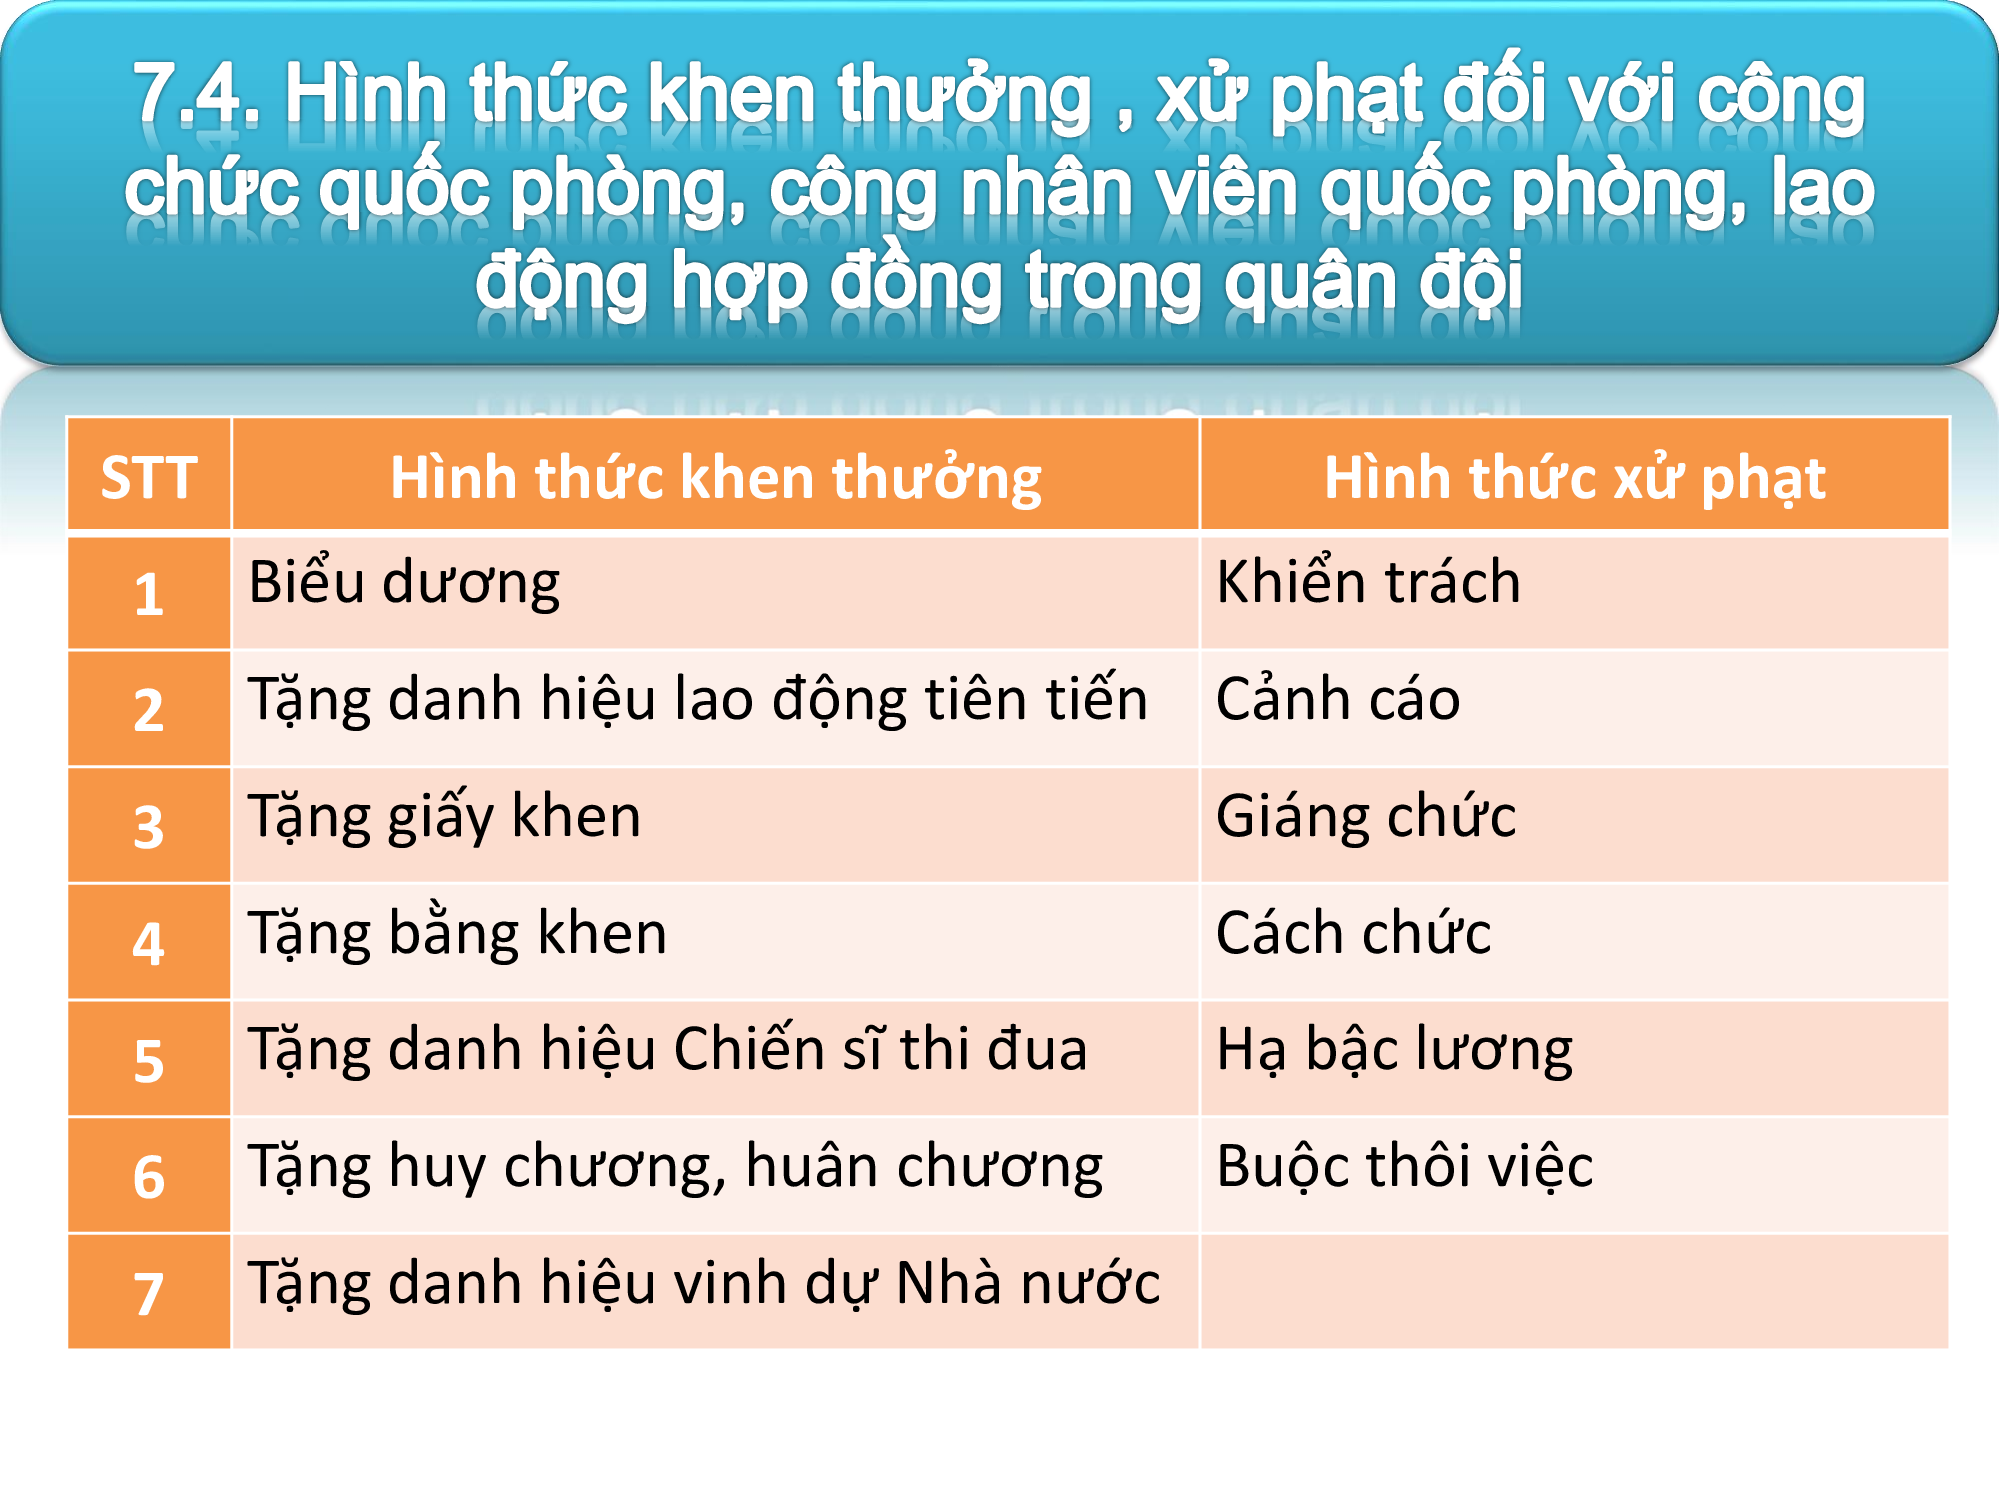 7.4. Hình thức khen thưởng , xử phạt đối với công
chức quốc phòng, công nhân viên quốc phòng, lao
động hợp đồng trong quân đội
STT Hình thức khen thưởng Hình thức xử phạt
1 Biểu dương Khiển trách
2 Tặng danh hiệu lao động tiên tiến Cảnh cáo
3 Tặng giấy khen Giáng chức
4 Tặng bằng khen Cách chức
5 Tặng danh hiệu Chiến sĩ thi đua Hạ bậc lương
6 Tặng huy chương, huân chương Buộc thôi việc
7 Tặng danh hiệu vinh dự Nhà nước